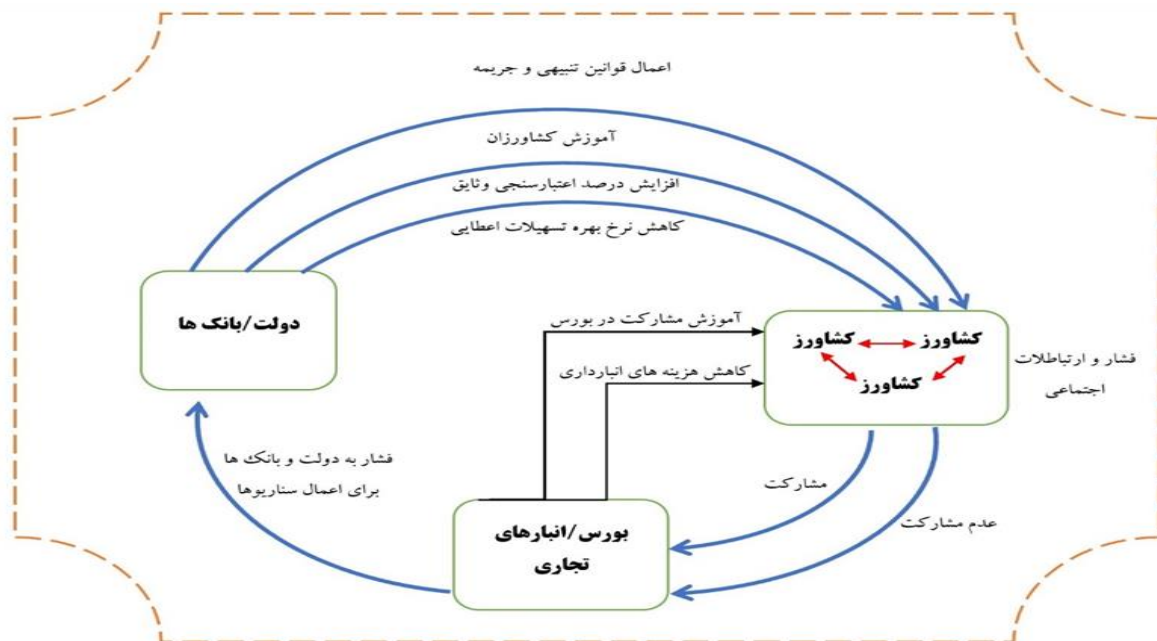 اعمال قوانین تنبیهی و جریمه
آموزش کشاورزان
افزایش درصد اعتبارسنجی وثایق
کاهش نرخ بهره تسهیلات اعطایی
دولت/بانک ها
آموزش مشارکت در بورس
کاهش هزینه های انبارداری
کشاورز
کشاورز
کشاورز
فشار و ارتباطلات
اجتماعی
فشار به دولت و بانک ها
برای اعمال سناریوها
مشارکت
عدم مشارکت
بورس/انبارهای
تجاری